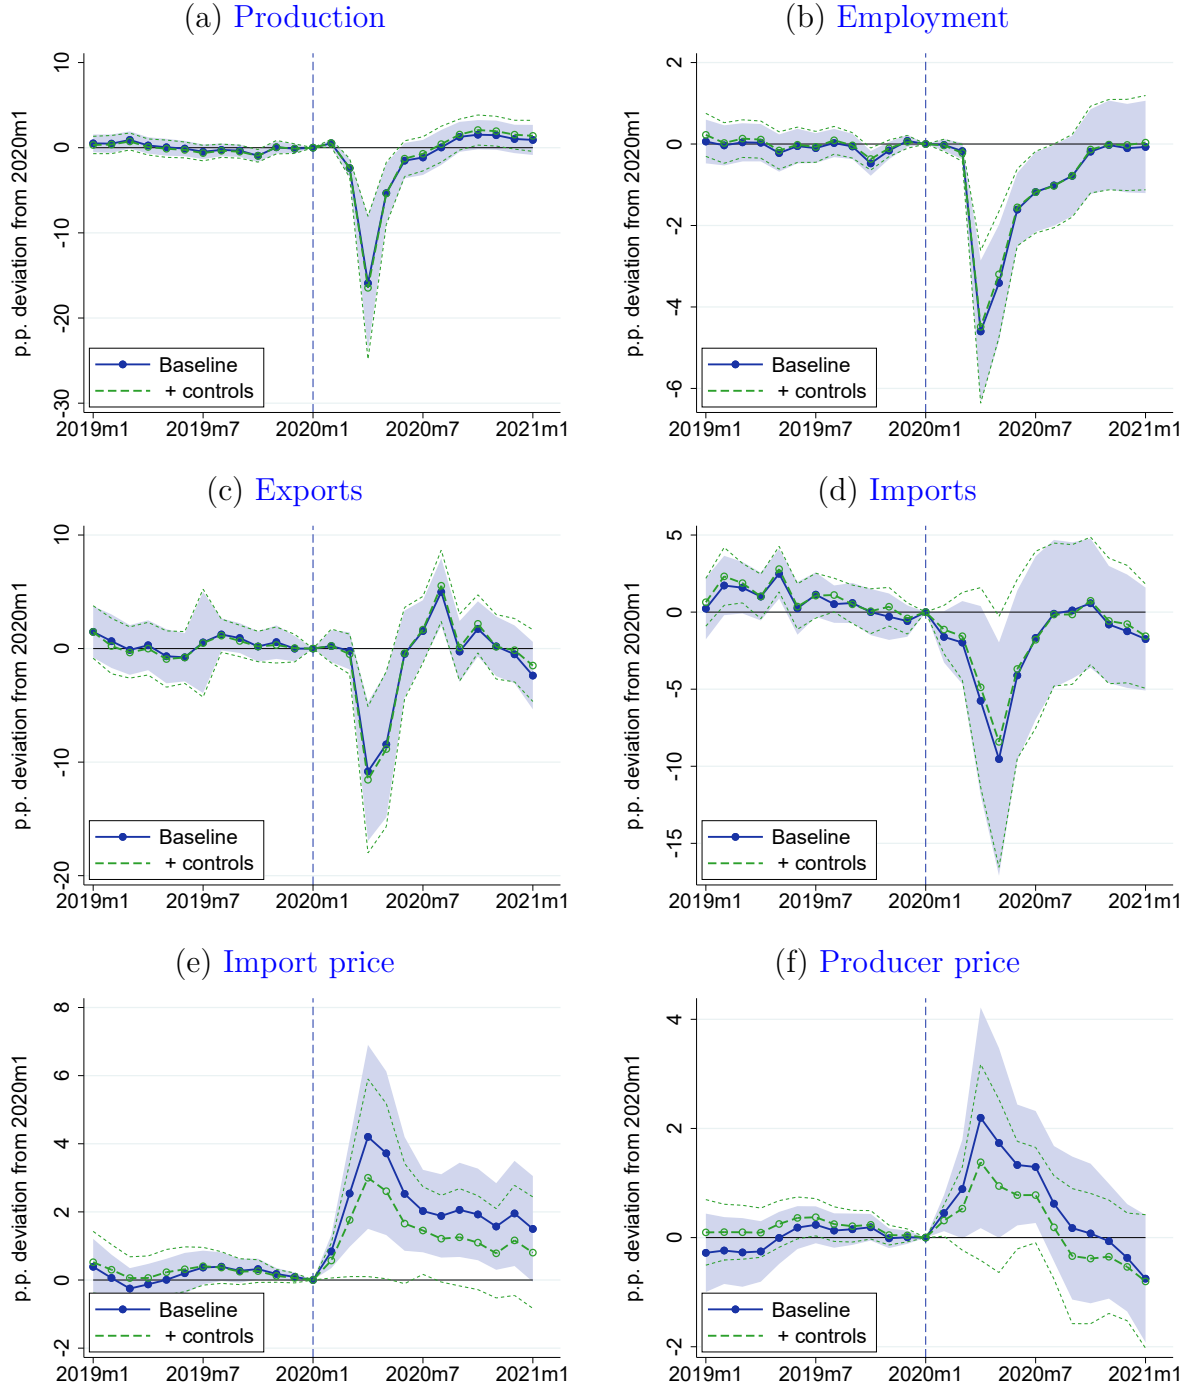 (a) Production
p.p. deviation from 2020m1
10
0
-10
-20
-30
Baseline
+ controls
2019m1 2019m7 2020m1 2020m7 2021m1
(b) Employment
p.p. deviation from 2020m1
2
0
-2
-4
-6
Baseline
+ controls
2019m1 2019m7 2020m1 2020m7 2021m1
(c) Exports
p.p. deviation from 2020m1
10
0
-10
-20
Baseline
+ controls
2019m1 2019m7 2020m1 2020m7 2021m1
(d) Imports
p.p. deviation from 2020m1
5
0
-5
-10
-15
Baseline
+ controls
2019m1 2019m7 2020m1 2020m7 2021m1
(e) Import price
p.p. deviation from 2020m1
8
6
4
2
0
-2
Baseline
+ controls
2019m1 2019m7 2020m1 2020m7 2021m1
(f) Producer price
p.p. deviation from 2020m1
4
2
0
-2
Baseline
+ controls
2019m1 2019m7 2020m1 2020m7 2021m1